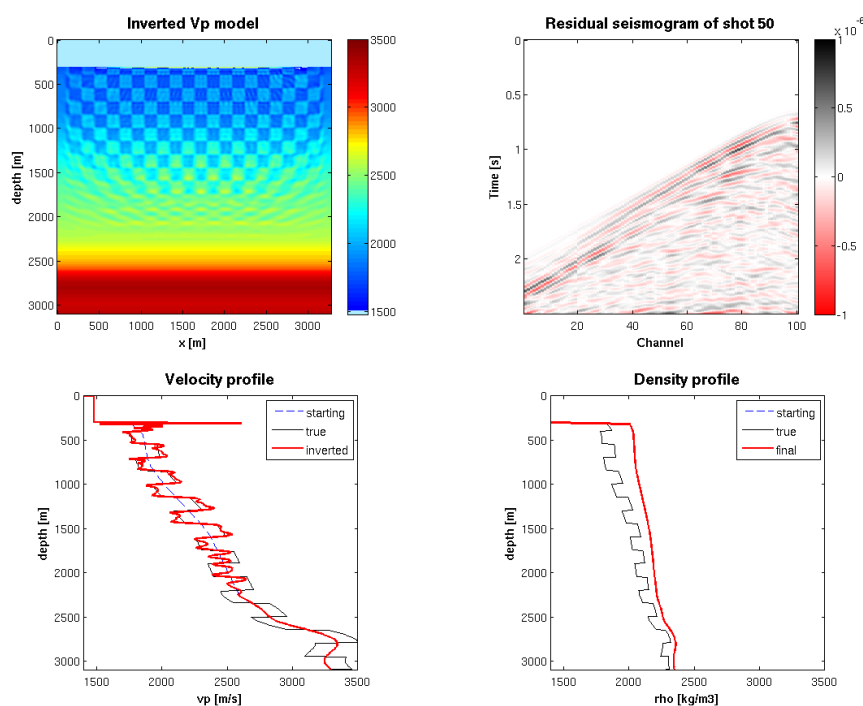 Inverted Vp model
0
500
1000
1500
2000
2500
3000
depth [m]
0 500 1000 1500 2000 2500 3000
x [m]
3500
3000
2500
2000
1500
Residual seismogram of shot 50
x 10^-6
0
0.5
1
1.5
2
Time [s]
20 40 60 80 100
Channel
1
0.5
0
-0.5
-1
Velocity profile
0
500
1000
1500
2000
2500
3000
depth [m]
starting
true
inverted
1500 2000 2500 3000 3500
vp [m/s]
Density profile
0
500
1000
1500
2000
2500
3000
depth [m]
starting
true
final
1500 2000 2500 3000 3500
rho [kg/m3]